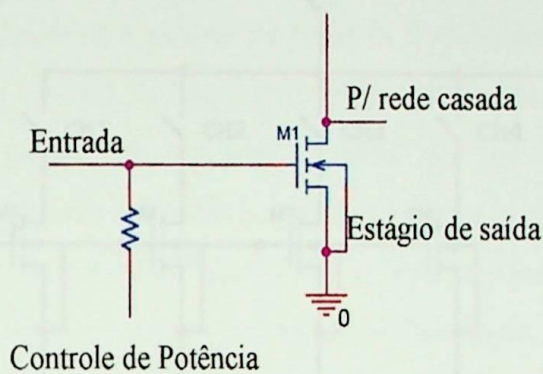 P/ rede casada
M1
Entrada
Estágio de saída
0
Controle de Potência